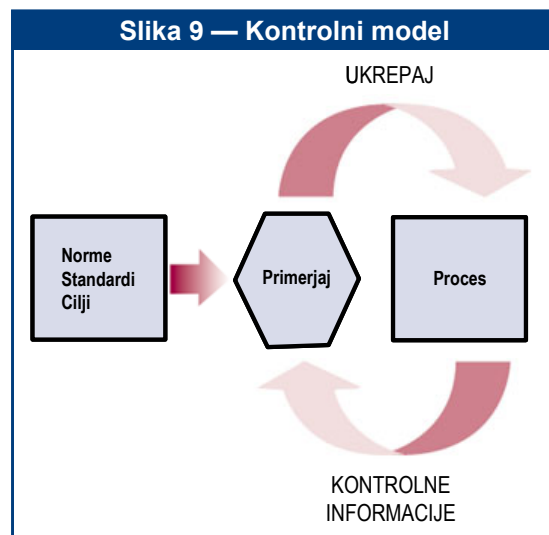 Slika 9 — Kontrolni model
UKREPAJ
Norme
Standardi
Cilji
Primerjaj
Proces
KONTROLNE
INFORMACIJE